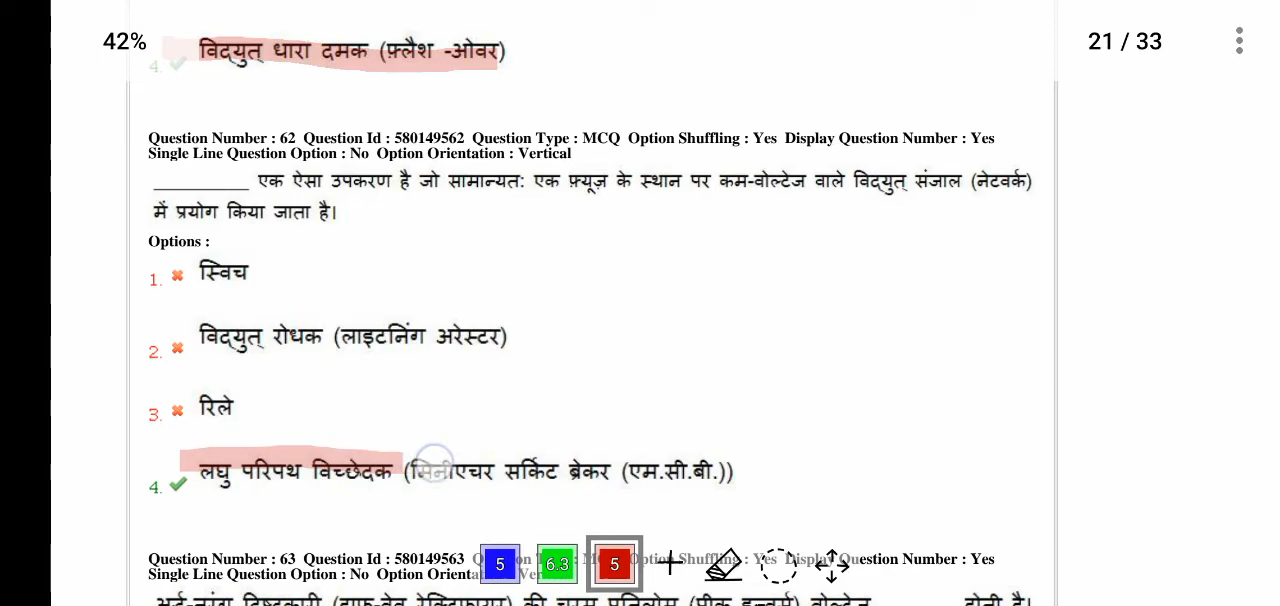 42%
21 / 33
4. विद्युत् धारा दमक (फ़्लैश -ओवर)
Question Number : 62 Question Id : 580149562 Question Type : MCQ Option Shuffling : Yes Display Question Number : Yes
Single Line Question Option : No Option Orientation : Vertical
__________ एक ऐसा उपकरण है जो सामान्यत: एक फ़्यूज़ के स्थान पर कम-वोल्टेज वाले विद्युत् संजाल (नेटवर्क)
में प्रयोग किया जाता है।
Options :
1. स्विच
2. विद्युत् रोधक (लाइटनिंग अरेस्टर)
3. रिले
4. लघु परिपथ विच्छेदक (मिनीएचर सर्किट ब्रेकर (एम.सी.बी.))
5 6.3 5
Question Number : 63 Question Id : 580149563 Option Shuffling : Yes Display Question Number : Yes
Single Line Question Option : No